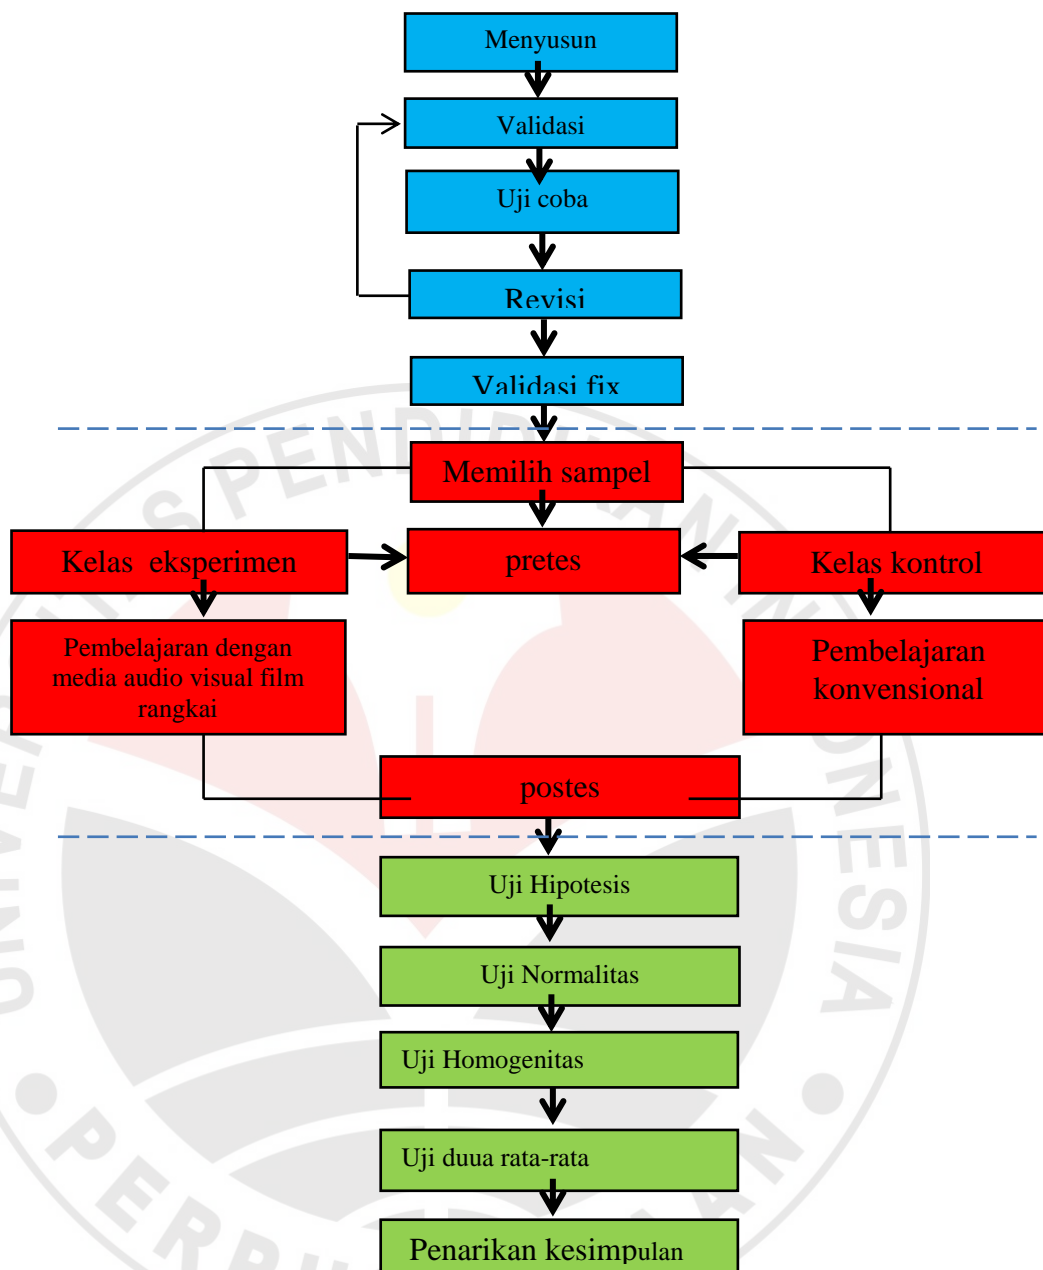 Menyusun
Validasi
Uji coba
Revisi
Validasi fix
Memilih sampel
Kelas eksperimen
pretes
Kelas kontrol
Pembelajaran dengan
media audio visual film
rangkai
Pembelajaran
konvensional
postes
Uji Hipotesis
Uji Normalitas
Uji Homogenitas
Uji duua rata-rata
Penarikan kesimpulan